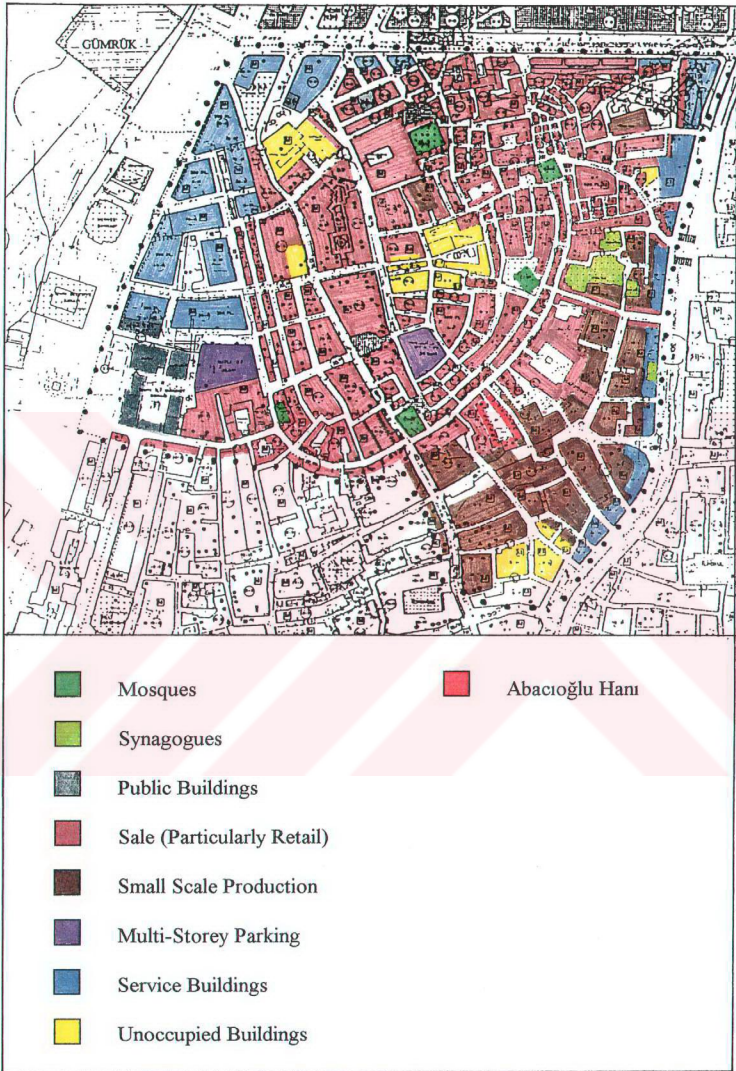 GÜMRÜK
Mosques
Synagogues
Public Buildings
Sale (Particularly Retail)
Small Scale Production
Multi-Storey Parking
Service Buildings
Unoccupied Buildings
Abacıoğlu Hanı